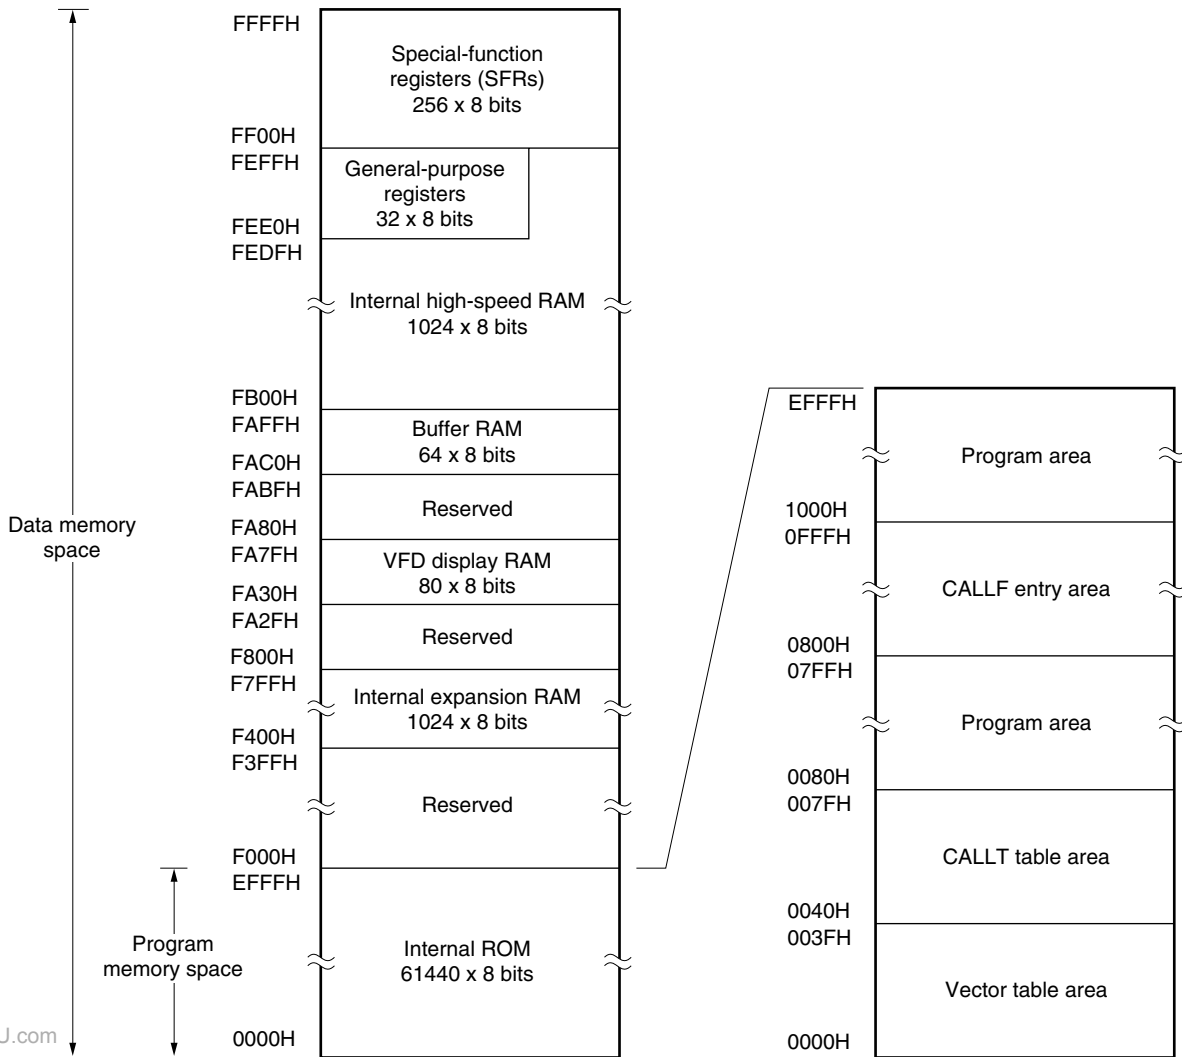 FFFFH
Special-function
registers (SFRs)
256 x 8 bits
FF00H
FEFFH
General-purpose
registers
32 x 8 bits
FEE0H
FEDFH
Internal high-speed RAM
1024 x 8 bits
FB00H
FAFFH
Buffer RAM
64 x 8 bits
FAC0H
FABFH
Reserved
FA80H
FA7FH
VFD display RAM
80 x 8 bits
FA30H
FA2FH
Reserved
F800H
F7FFH
Internal expansion RAM
1024 x 8 bits
F400H
F3FFH
Reserved
F000H
EFFFH
Internal ROM
61440 x 8 bits
0000H
Data memory
space
Program
memory space
EFFFH
Program area
1000H
0FFFH
CALLF entry area
0800H
07FFH
Program area
0080H
007FH
CALLT table area
0040H
003FH
Vector table area
0000H
J.com